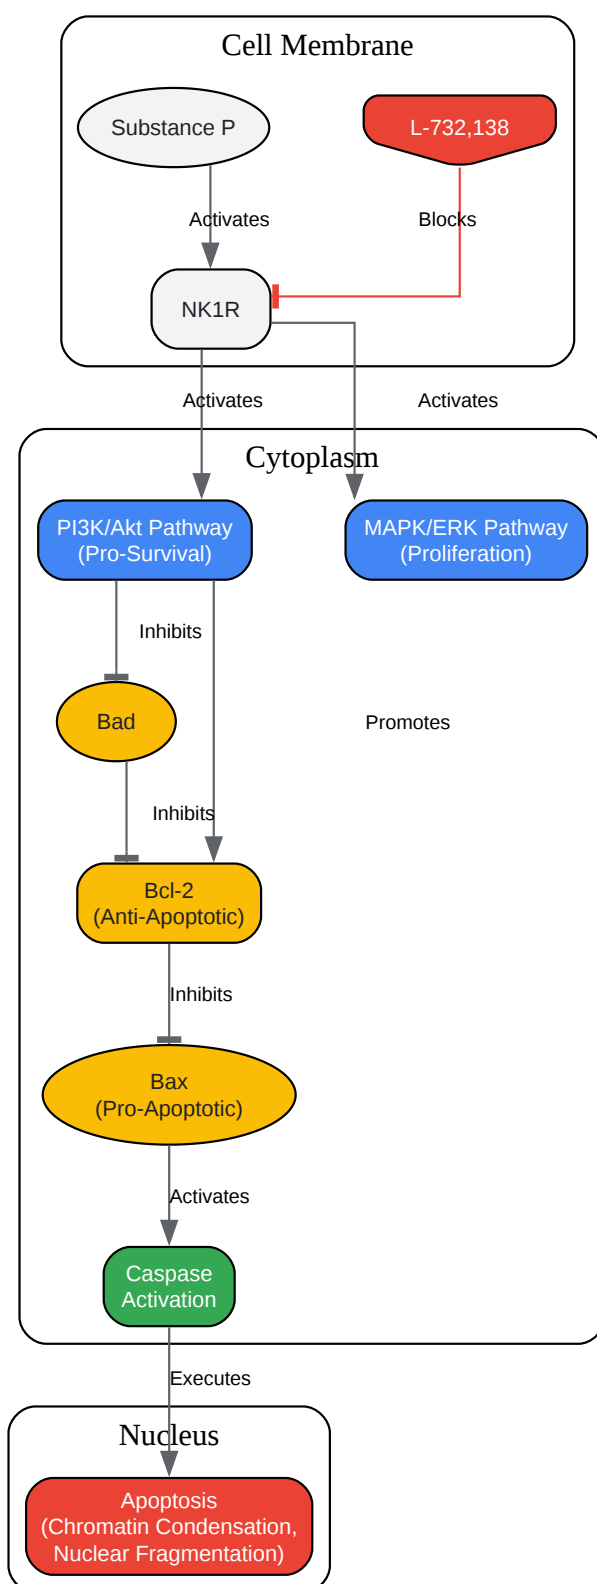 Cell Membrane
Substance P
L-732,138
Activates
Blocks
NK1R
Activates
Activates
Cytoplasm
PI3K/Akt Pathway
(Pro-Survival)
MAPK/ERK Pathway
(Proliferation)
Inhibits
Bad
Promotes
Inhibits
Bcl-2
(Anti-Apoptotic)
Inhibits
Bax
(Pro-Apoptotic)
Activates
Caspase
Activation
Executes
Nucleus
Apoptosis
(Chromatin Condensation,
Nuclear Fragmentation)